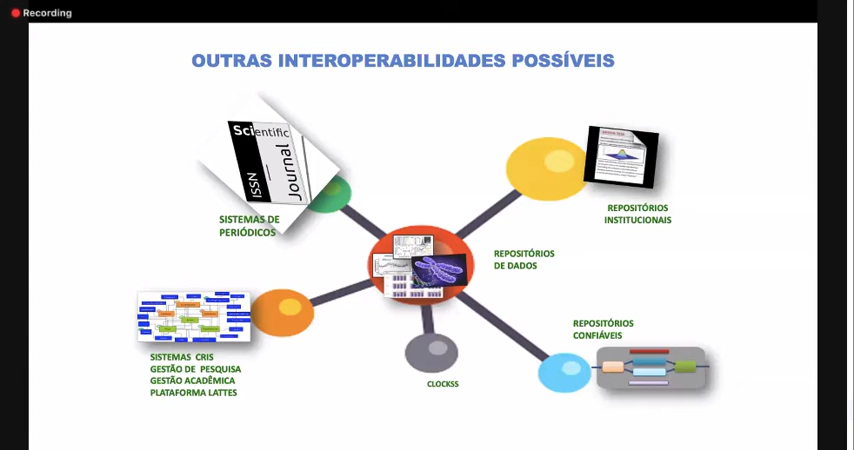 Recording
OUTRAS INTEROPERABILIDADES POSSÍVEIS
Scientific
Journal
ISSN
SISTEMAS DE
PERIÓDICOS
REPOSITÓRIOS
INSTITUCIONAIS
REPOSITÓRIOS
DE DADOS
REPOSITÓRIOS
CONFIÁVEIS
SISTEMAS CRIS
GESTÃO DE PESQUISA
GESTÃO ACADÊMICA
PLATAFORMA LATTES
CLOCKSS